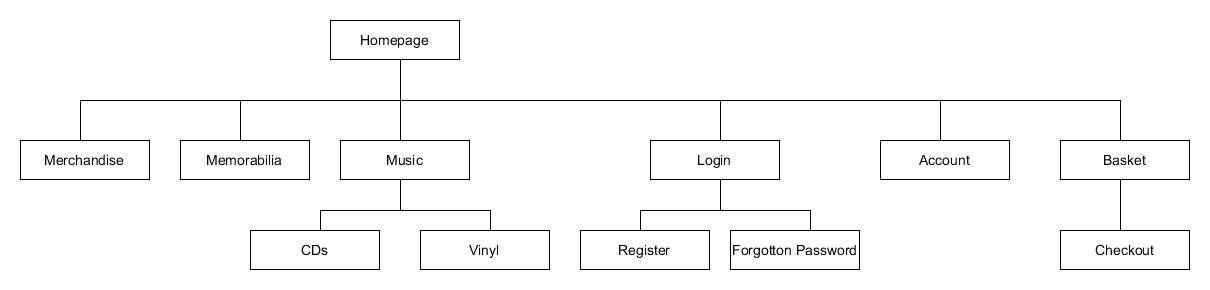 Homepage
Merchandise
Memorabilia
Music
Login
Account
Basket
CDs
Vinyl
Register
Forgotton Password
Checkout